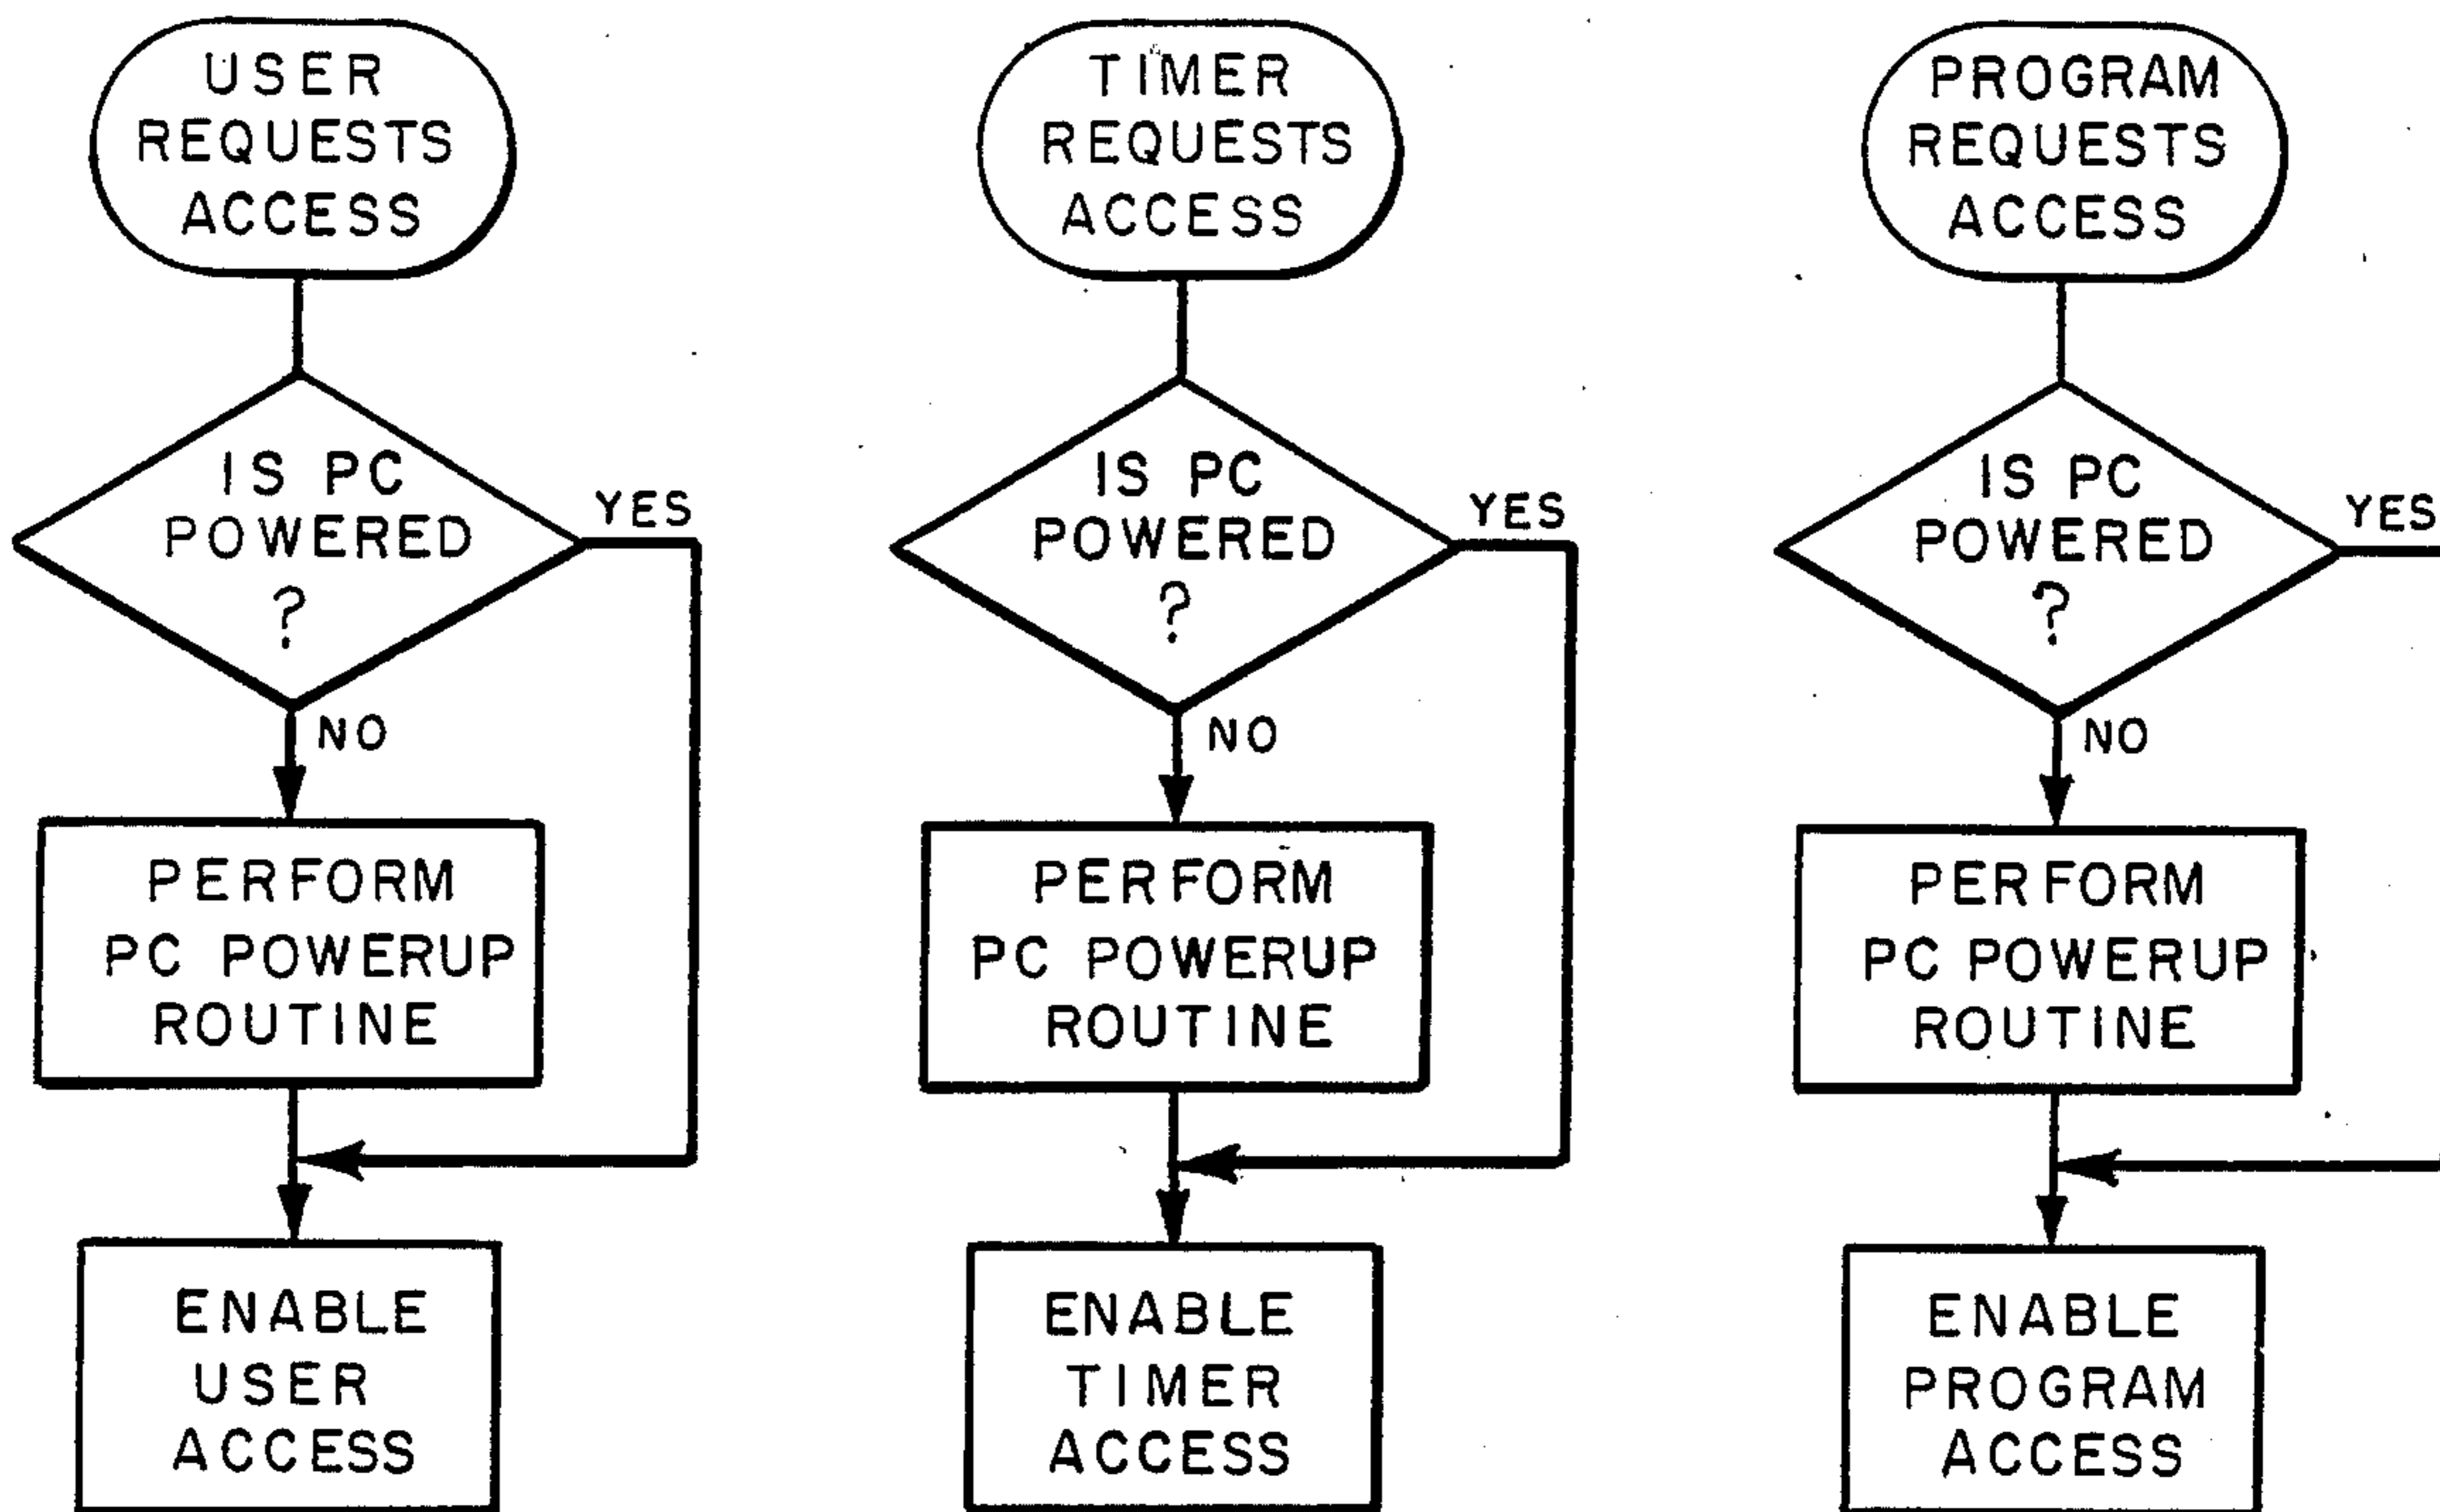 USER
REQUESTS
ACCESS
IS PC
POWERED
?
YES
NO
PERFORM
PC POWERUP
ROUTINE
ENABLE
USER
ACCESS
TIMER
REQUESTS
ACCESS
IS PC
POWERED
?
YES
NO
PERFORM
PC POWERUP
ROUTINE
ENABLE
TIMER
ACCESS
PROGRAM
REQUESTS
ACCESS
IS PC
POWERED
?
YES
NO
PERFORM
PC POWERUP
ROUTINE
ENABLE
PROGRAM
ACCESS